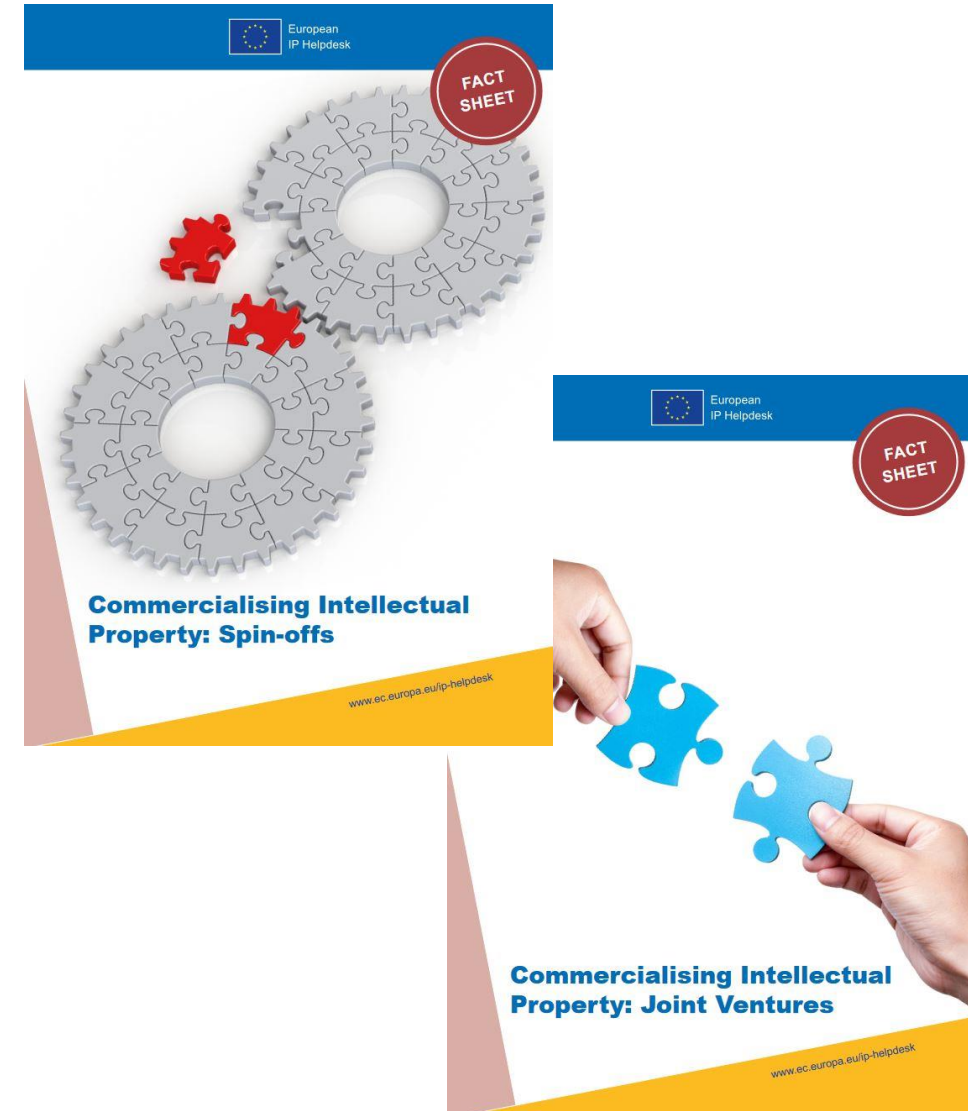 European
IP Helpdesk
FACT
SHEET
Commercialising Intellectual
Property: Spin-offs
www.ec.europa.eu/ip-helpdesk
European
IP Helpdesk
FACT
SHEET
Commercialising Intellectual
Property: Joint Ventures
www.ec.europa.eu/ip-helpdesk